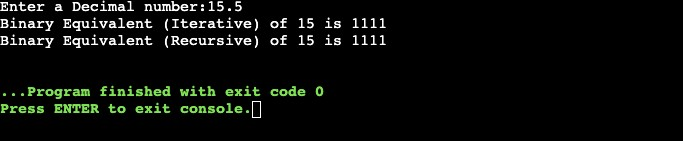 Enter a Decimal number:15.5
Binary Equivalent (Iterative) of 15 is 1111
Binary Equivalent (Recursive) of 15 is 1111
...Program finished with exit code 0
Press ENTER to exit console.